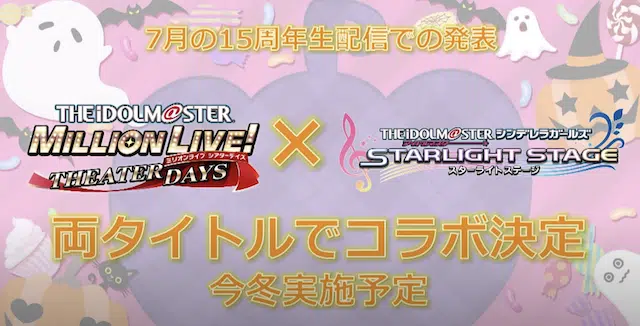 7月の15周年生配信での発表
THE iDOLM@STER
MILLION LIVE!
ミリオンライブ シアターデイズ
THEATER DAYS
×
THE iDOLM@STER シンデレラガールズ
STARLIGHT STAGE
スターライトステージ
両タイトルでコラボ決定
今冬実施予定